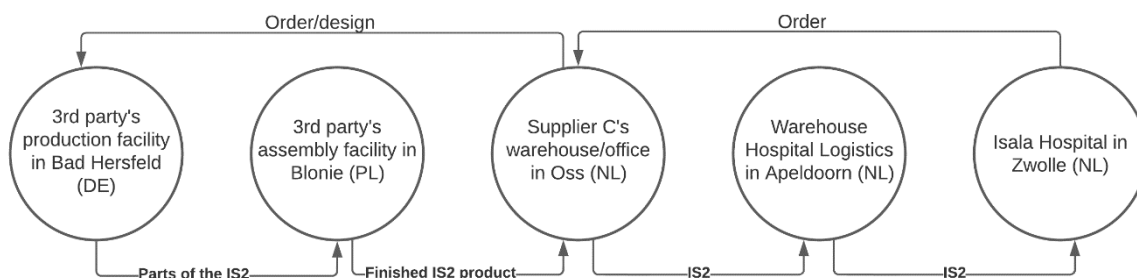 Order/design
Order
3rd party's
production facility
in Bad Hersfeld
(DE)
3rd party's
assembly facility in
Blonie (PL)
Supplier C's
warehouse/office
in Oss (NL)
Warehouse
Hospital Logistics
in Apeldoorn (NL)
Isala Hospital in
Zwolle (NL)
Parts of the IS2
Finished IS2 product
IS2
IS2